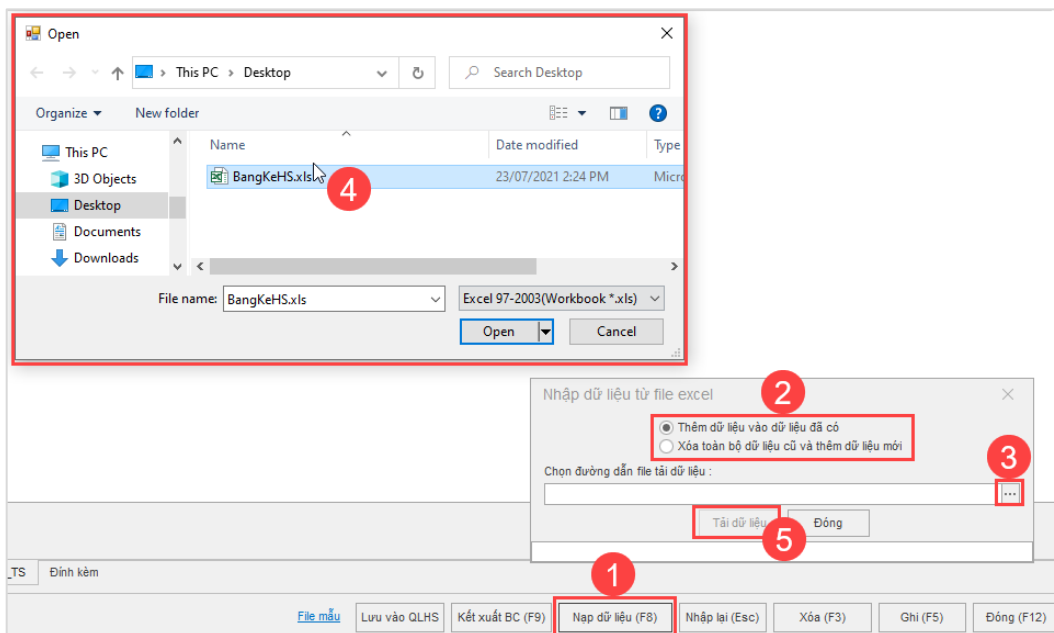 Open
This PC > Desktop
Search Desktop
Organize
New folder
This PC
3D Objects
Desktop
Documents
Downloads
Name
Date modified
Type
BangKeHS.xls
23/07/2021 2:24 PM
Micro
4
File name:
BangKeHS.xls
Excel 97-2003(Workbook *.xls)
Open
Cancel
Nhập dữ liệu từ file excel
2
Thêm dữ liệu vào dữ liệu đã có
Xóa toàn bộ dữ liệu cũ và thêm dữ liệu mới
3
Chọn đường dẫn file tải dữ liệu :
...
Tải dữ liệu
Đóng
5
_TS
Đính kèm
1
File mẫu
Lưu vào QLHS
Kết xuất BC (F9)
Nạp dữ liệu (F8)
Nhập lại (Esc)
Xóa (F3)
Ghi (F5)
Đóng (F12)